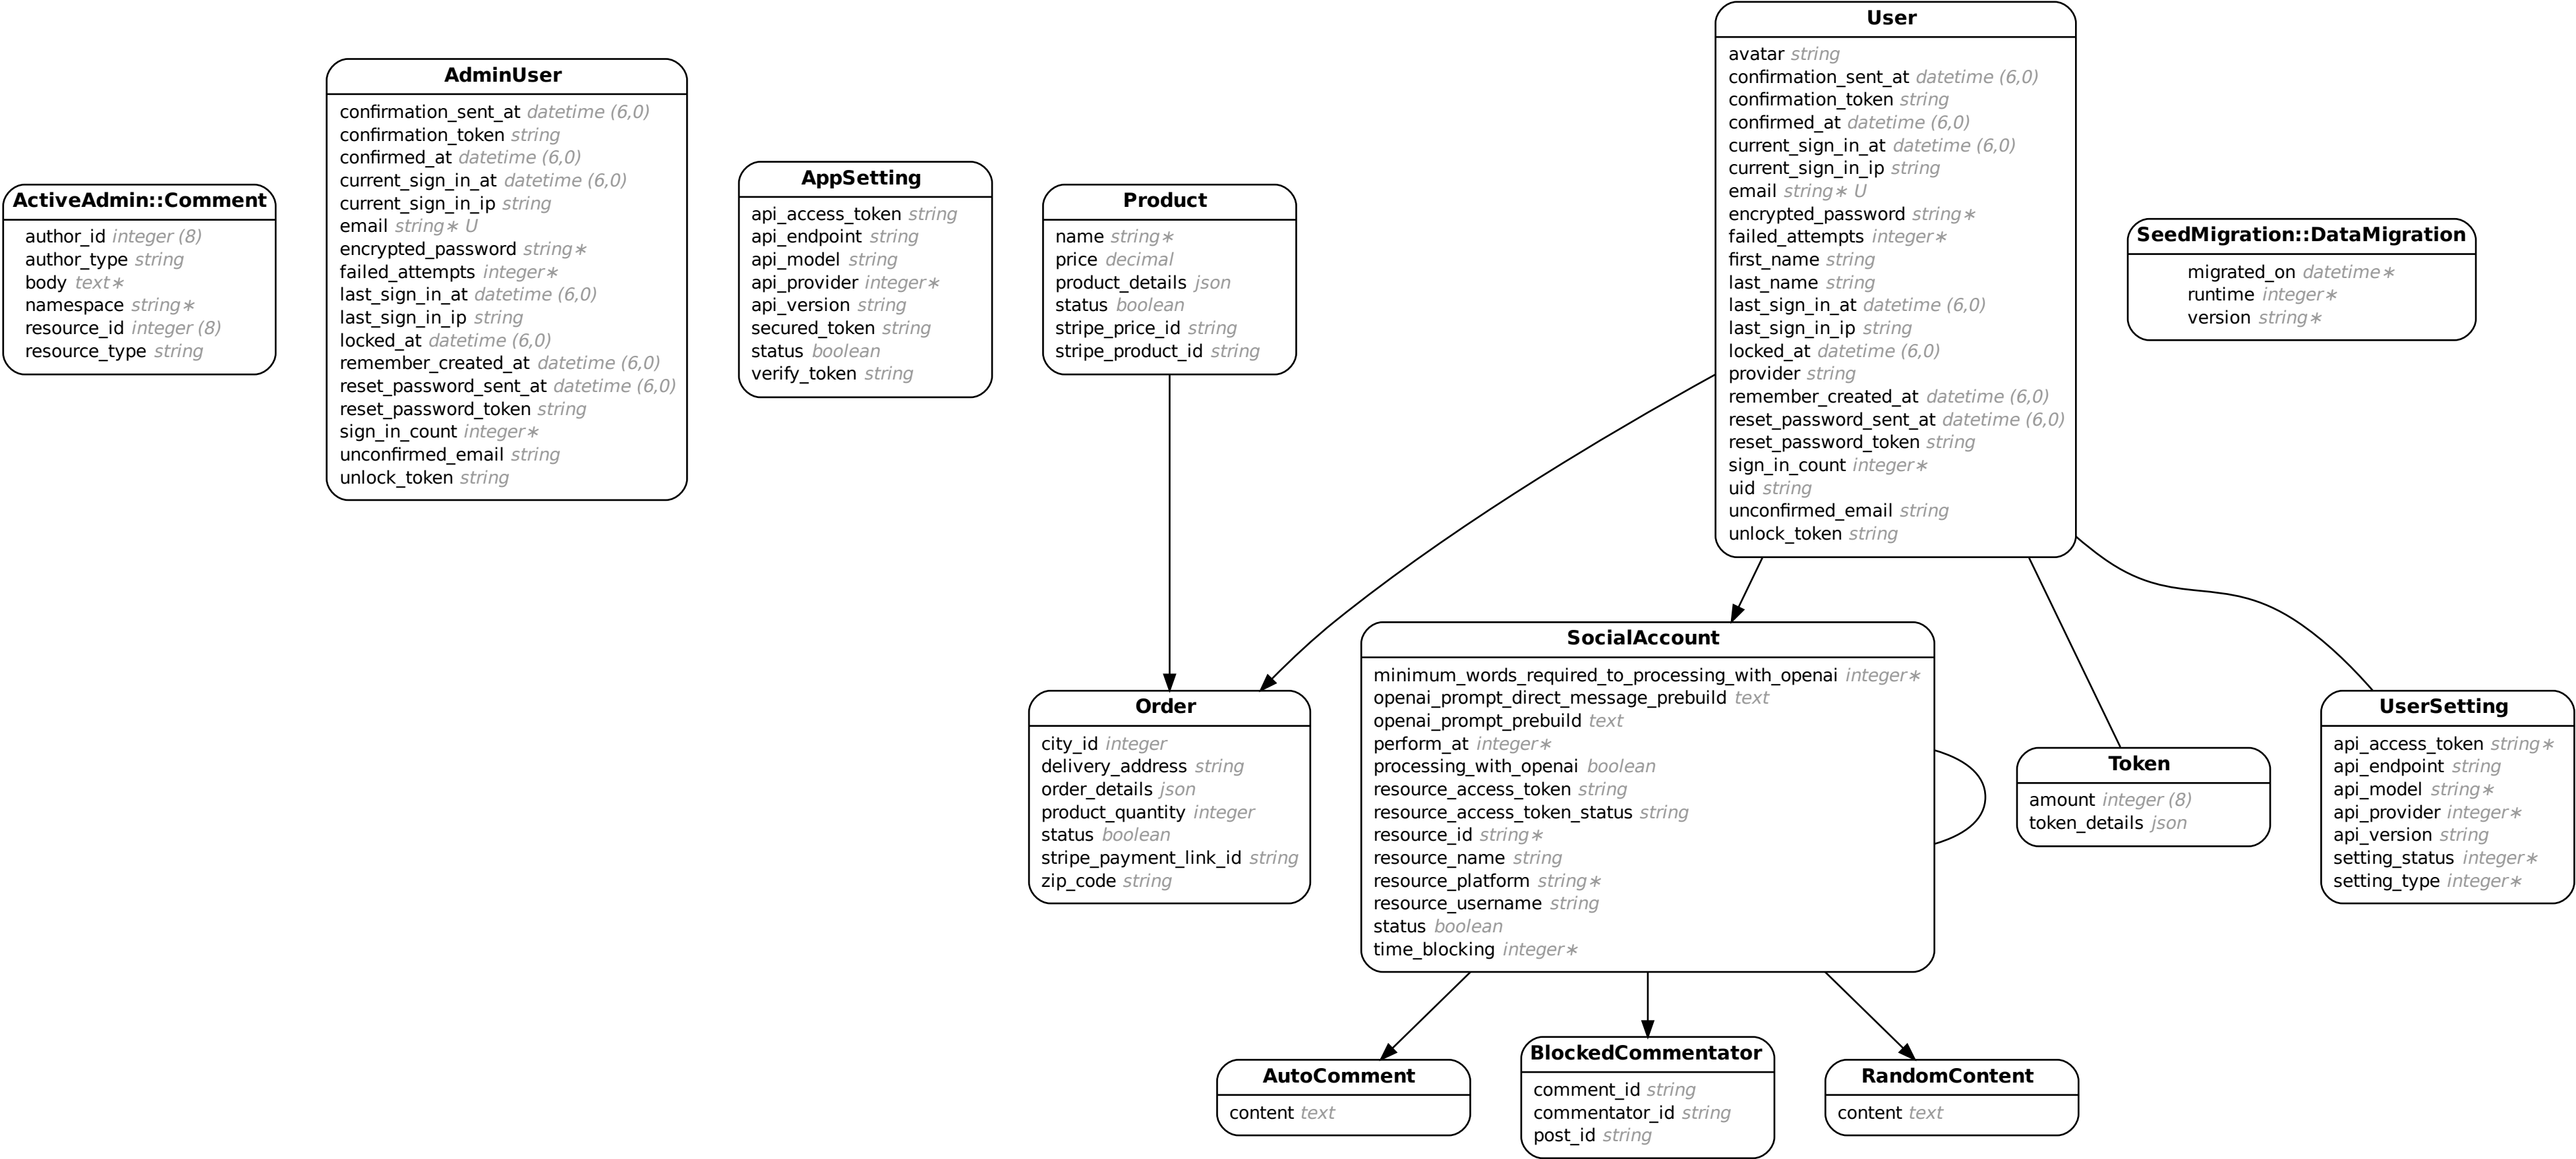 ActiveAdmin::Comment
author_id integer (8)
author_type string
body text∗
namespace string∗
resource_id integer (8)
resource_type string
AdminUser
confirmation_sent_at datetime (6,0)
confirmation_token string
confirmed_at datetime (6,0)
current_sign_in_at datetime (6,0)
current_sign_in_ip string
email string∗ U
encrypted_password string∗
failed_attempts integer∗
last_sign_in_at datetime (6,0)
last_sign_in_ip string
locked_at datetime (6,0)
remember_created_at datetime (6,0)
reset_password_sent_at datetime (6,0)
reset_password_token string
sign_in_count integer∗
unconfirmed_email string
unlock_token string
AppSetting
api_access_token string
api_endpoint string
api_model string
api_provider integer∗
api_version string
secured_token string
status boolean
verify_token string
Product
name string∗
price decimal
product_details json
status boolean
stripe_price_id string
stripe_product_id string
User
avatar string
confirmation_sent_at datetime (6,0)
confirmation_token string
confirmed_at datetime (6,0)
current_sign_in_at datetime (6,0)
current_sign_in_ip string
email string∗ U
encrypted_password string∗
failed_attempts integer∗
first_name string
last_name string
last_sign_in_at datetime (6,0)
last_sign_in_ip string
locked_at datetime (6,0)
provider string
remember_created_at datetime (6,0)
reset_password_sent_at datetime (6,0)
reset_password_token string
sign_in_count integer∗
uid string
unconfirmed_email string
unlock_token string
SeedMigration::DataMigration
migrated_on datetime∗
runtime integer∗
version string∗
Order
city_id integer
delivery_address string
order_details json
product_quantity integer
status boolean
stripe_payment_link_id string
zip_code string
SocialAccount
minimum_words_required_to_processing_with_openai integer∗
openai_prompt_direct_message_prebuild text
openai_prompt_prebuild text
perform_at integer∗
processing_with_openai boolean
resource_access_token string
resource_access_token_status string
resource_id string∗
resource_name string
resource_platform string∗
resource_username string
status boolean
time_blocking integer∗
Token
amount integer (8)
token_details json
UserSetting
api_access_token string∗
api_endpoint string
api_model string∗
api_provider integer∗
api_version string
setting_status integer∗
setting_type integer∗
AutoComment
content text
BlockedCommentator
comment_id string
commentator_id string
post_id string
RandomContent
content text